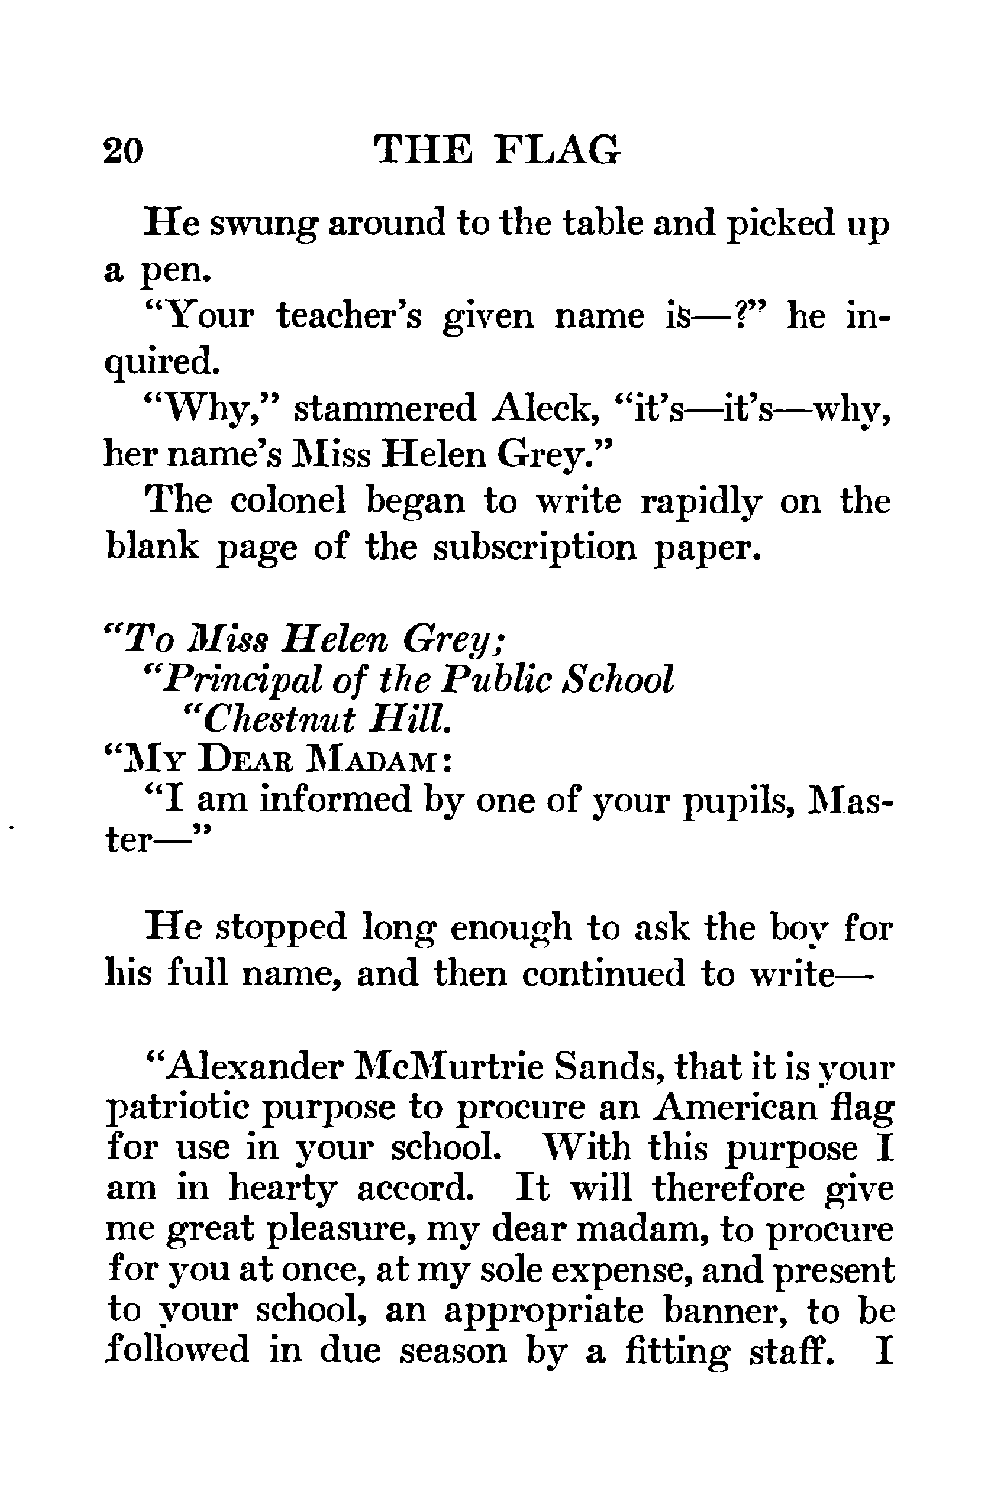 20 THE FLAG
He swung around to the table and picked up
a pen.
“Your teacher’s given name is—?” he in-
quired.
“Why,” stammered Aleck, “it’s—it’s—why,
her name’s Miss Helen Grey.”
The colonel began to write rapidly on the
blank page of the subscription paper.
“To Miss Helen Grey;
“Principal of the Public School
“Chestnut Hill.
“MY DEAR MADAM:
“I am informed by one of your pupils, Mas-
ter—”
He stopped long enough to ask the boy for
his full name, and then continued to write—
“Alexander McMurtrie Sands, that it is your
patriotic purpose to procure an American flag
for use in your school. With this purpose I
am in hearty accord. It will therefore give
me great pleasure, my dear madam, to procure
for you at once, at my sole expense, and present
to your school, an appropriate banner, to be
followed in due season by a fitting staff. I